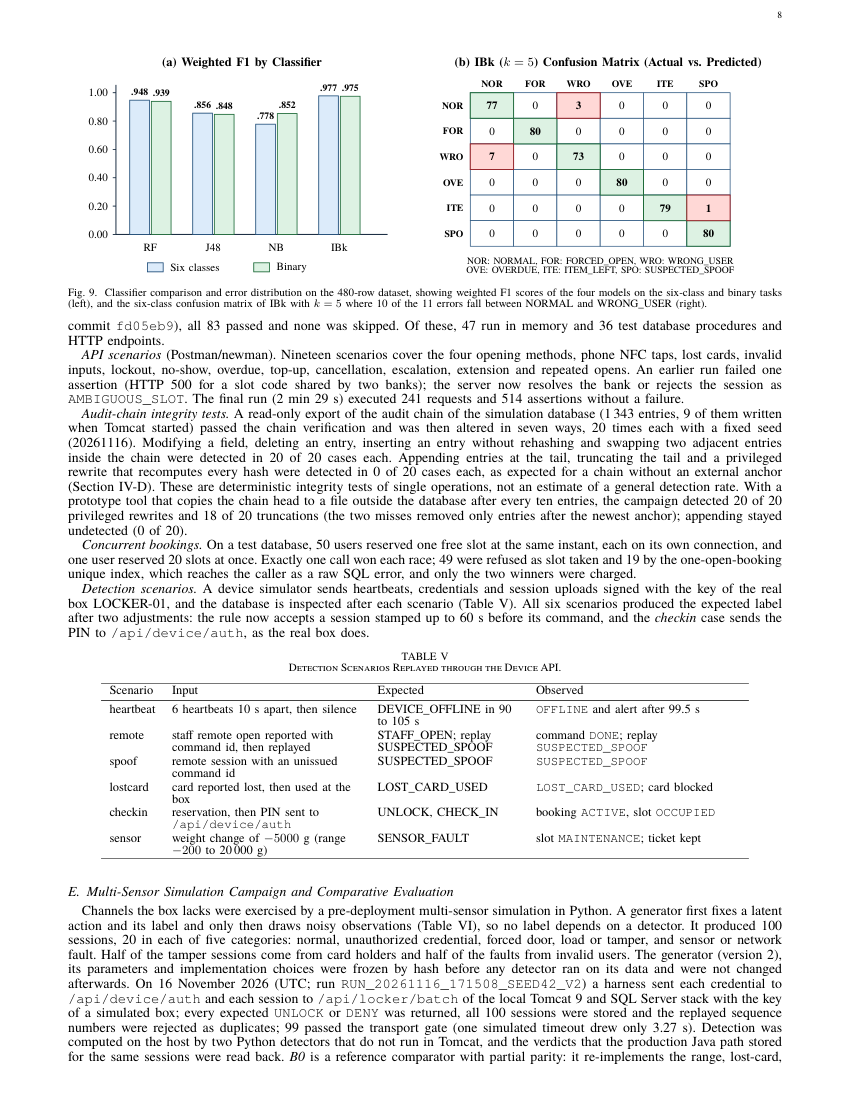 8
(a) Weighted F1 by Classifier
1.00
0.80
0.60
0.40
0.20
0.00
.948 .939
.856 .848
.778 .852
.977 .975
RF J48 NB IBk
Six classes Binary
(b) IBk (k = 5) Confusion Matrix (Actual vs. Predicted)
NOR FOR WRO OVE ITE SPO
NOR 77 0 3 0 0 0
FOR 0 80 0 0 0 0
WRO 7 0 73 0 0 0
OVE 0 0 0 80 0 0
ITE 0 0 0 0 79 1
SPO 0 0 0 0 0 80
NOR: NORMAL, FOR: FORCED_OPEN, WRO: WRONG_USER
OVE: OVERDUE, ITE: ITEM_LEFT, SPO: SUSPECTED_SPOOF
Fig. 9. Classifier comparison and error distribution on the 480-row dataset, showing weighted F1 scores of the four models on the six-class and binary tasks
(left), and the six-class confusion matrix of IBk with k = 5 where 10 of the 11 errors fall between NORMAL and WRONG_USER (right).
commit fd05eb9), all 83 passed and none was skipped. Of these, 47 run in memory and 36 test database procedures and
HTTP endpoints.
API scenarios (Postman/newman). Nineteen scenarios cover the four opening methods, phone NFC taps, lost cards, invalid
inputs, lockout, no-show, overdue, top-up, cancellation, escalation, extension and repeated opens. An earlier run failed one
assertion (HTTP 500 for a slot code shared by two banks); the server now resolves the bank or rejects the session as
AMBIGUOUS_SLOT. The final run (2 min 29 s) executed 241 requests and 514 assertions without a failure.
Audit-chain integrity tests. A read-only export of the audit chain of the simulation database (1 343 entries, 9 of them written
when Tomcat started) passed the chain verification and was then altered in seven ways, 20 times each with a fixed seed
(20261116). Modifying a field, deleting an entry, inserting an entry without rehashing and swapping two adjacent entries
inside the chain were detected in 20 of 20 cases each. Appending entries at the tail, truncating the tail and a privileged
rewrite that recomputes every hash were detected in 0 of 20 cases each, as expected for a chain without an external anchor
(Section IV-D). These are deterministic integrity tests of single operations, not an estimate of a general detection rate. With a
prototype tool that copies the chain head to a file outside the database after every ten entries, the campaign detected 20 of 20
privileged rewrites and 18 of 20 truncations (the two misses removed only entries after the newest anchor); appending stayed
undetected (0 of 20).
Concurrent bookings. On a test database, 50 users reserved one free slot at the same instant, each on its own connection, and
one user reserved 20 slots at once. Exactly one call won each race; 49 were refused as slot taken and 19 by the one-open-booking
unique index, which reaches the caller as a raw SQL error, and only the two winners were charged.
Detection scenarios. A device simulator sends heartbeats, credentials and session uploads signed with the key of the real
box LOCKER-01, and the database is inspected after each scenario (Table V). All six scenarios produced the expected label
after two adjustments: the rule now accepts a session stamped up to 60 s before its command, and the checkin case sends the
PIN to /api/device/auth, as the real box does.
TABLE V
Detection Scenarios Replayed through the Device API.
Scenario Input Expected Observed
heartbeat 6 heartbeats 10 s apart, then silence DEVICE_OFFLINE in 90 OFFLINE and alert after 99.5 s
to 105 s
remote staff remote open reported with STAFF_OPEN; replay command DONE; replay
command id, then replayed SUSPECTED_SPOOF SUSPECTED_SPOOF
spoof remote session with an unissued SUSPECTED_SPOOF SUSPECTED_SPOOF
command id
lostcard card reported lost, then used at the LOST_CARD_USED LOST_CARD_USED; card blocked
box
checkin reservation, then PIN sent to UNLOCK, CHECK_IN booking ACTIVE, slot OCCUPIED
/api/device/auth
sensor weight change of −5000 g (range SENSOR_FAULT slot MAINTENANCE; ticket kept
−200 to 20 000 g)
E. Multi-Sensor Simulation Campaign and Comparative Evaluation
Channels the box lacks were exercised by a pre-deployment multi-sensor simulation in Python. A generator first fixes a latent
action and its label and only then draws noisy observations (Table VI), so no label depends on a detector. It produced 100
sessions, 20 in each of five categories: normal, unauthorized credential, forced door, load or tamper, and sensor or network
fault. Half of the tamper sessions come from card holders and half of the faults from invalid users. The generator (version 2),
its parameters and implementation choices were frozen by hash before any detector ran on its data and were not changed
afterwards. On 16 November 2026 (UTC; run RUN_20261116_171508_SEED42_V2) a harness sent each credential to
/api/device/auth and each session to /api/locker/batch of the local Tomcat 9 and SQL Server stack with the key
of a simulated box; every expected UNLOCK or DENY was returned, all 100 sessions were stored and the replayed sequence
numbers were rejected as duplicates; 99 passed the transport gate (one simulated timeout drew only 3.27 s). Detection was
computed on the host by two Python detectors that do not run in Tomcat, and the verdicts that the production Java path stored
for the same sessions were read back. B0 is a reference comparator with partial parity: it re-implements the range, lost-card,